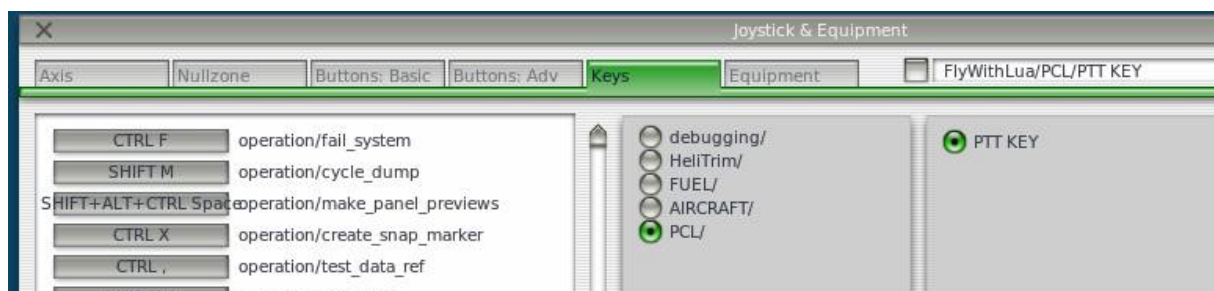 Joystick & Equipment
Axis Nullzone Buttons: Basic Buttons: Adv Keys Equipment FlyWithLua/PCL/PTT KEY
CTRL F operation/fail_system
SHIFT M operation/cycle_dump
SHIFT+ALT+CTRL Space operation/make_panel_previews
CTRL X operation/create_snap_marker
CTRL , operation/test_data_ref
debugging/
HeliTrim/
FUEL/
AIRCRAFT/
PCL/
PTT KEY